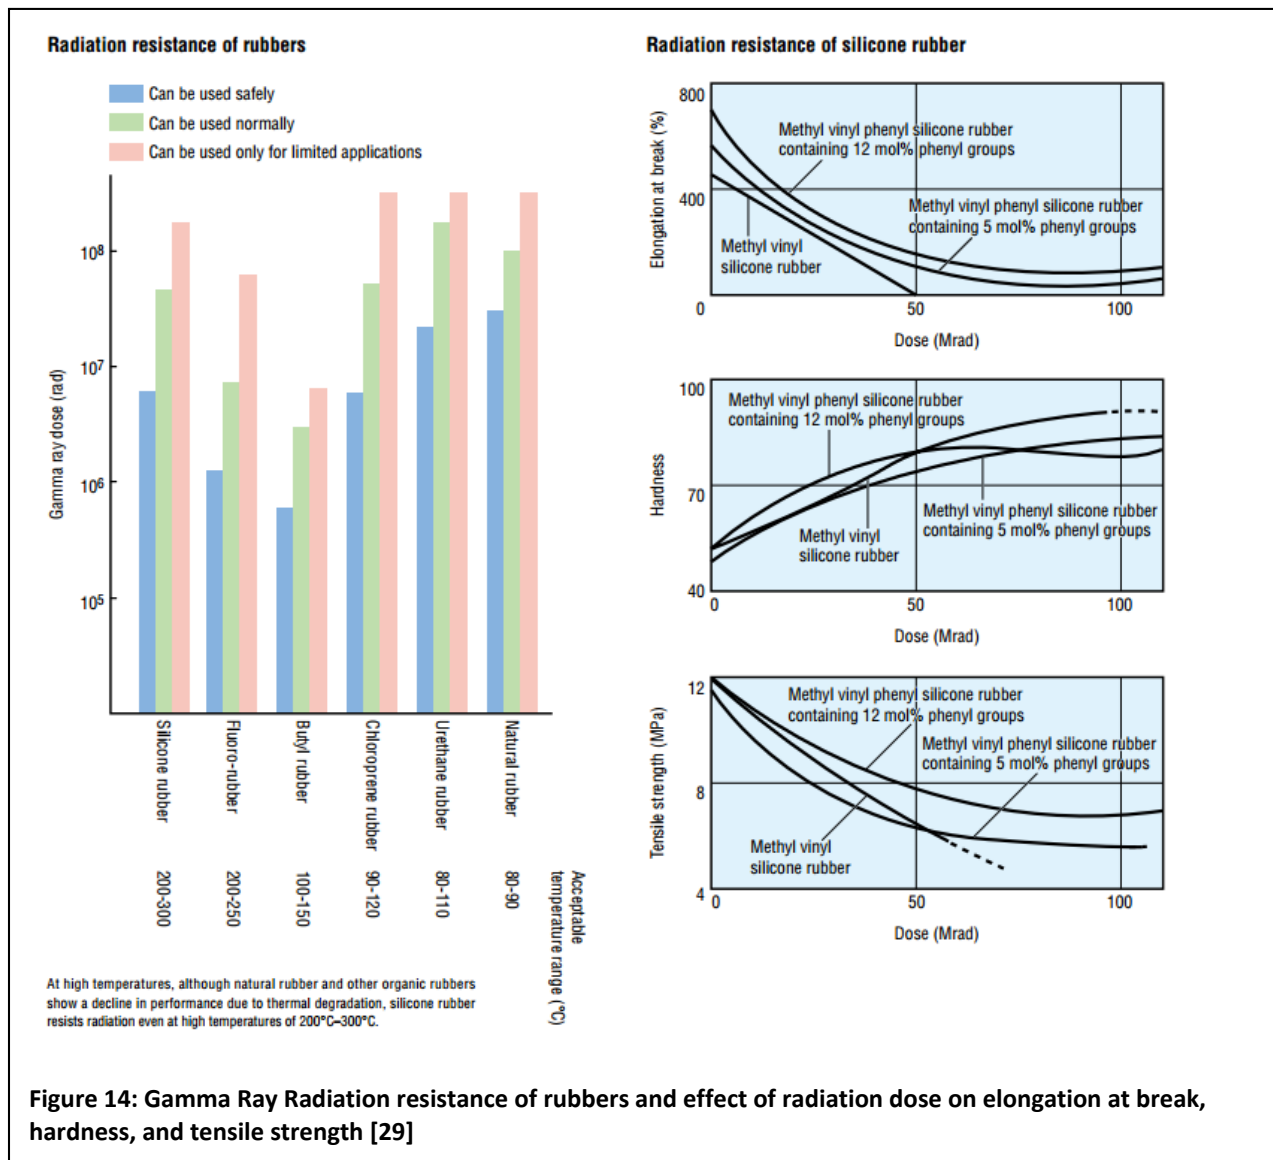 Radiation resistance of rubbers
Can be used safely
Can be used normally
Can be used only for limited applications
Gamma ray dose (rad)
10⁸
10⁷
10⁶
10⁵
Silicone rubber
Fluoro-rubber
Butyl rubber
Chloroprene rubber
Urethane rubber
Natural rubber
200-300
200-250
100-150
90-120
80-110
80-90
Acceptable
temperature range (°C)
At high temperatures, although natural rubber and other organic rubbers
show a decline in performance due to thermal degradation, silicone rubber
resists radiation even at high temperatures of 200°C–300°C.
Radiation resistance of silicone rubber
Elongation at break (%)
800
400
0
Methyl vinyl phenyl silicone rubber
containing 12 mol% phenyl groups
Methyl vinyl phenyl silicone rubber
containing 5 mol% phenyl groups
Methyl vinyl
silicone rubber
50
100
Dose (Mrad)
Hardness
100
70
40
Methyl vinyl phenyl silicone rubber
containing 12 mol% phenyl groups
Methyl vinyl phenyl silicone rubber
containing 5 mol% phenyl groups
Methyl vinyl
silicone rubber
0
50
100
Dose (Mrad)
Tensile strength (MPa)
12
8
4
Methyl vinyl phenyl silicone rubber
containing 12 mol% phenyl groups
Methyl vinyl phenyl silicone rubber
containing 5 mol% phenyl groups
Methyl vinyl
silicone rubber
0
50
100
Dose (Mrad)
Figure 14: Gamma Ray Radiation resistance of rubbers and effect of radiation dose on elongation at break,
hardness, and tensile strength [29]